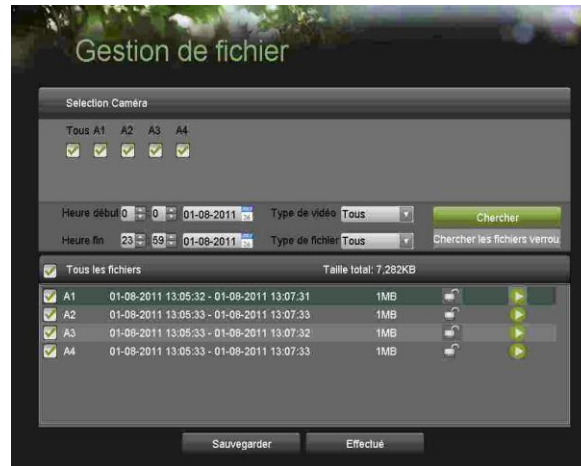 Gestion de fichier
Selection Caméra
Tous A1 A2 A3 A4
Heure début 0 0 01-08-2011 Type de vidéo Tous Chercher
Heure fin 23 59 01-08-2011 Type de fichier Tous Chercher les fichiers verrou
Tous les fichiers Taille total: 7,282KB
A1 01-08-2011 13:05:32 - 01-08-2011 13:07:31 1MB
A2 01-08-2011 13:05:33 - 01-08-2011 13:07:33 1MB
A3 01-08-2011 13:05:33 - 01-08-2011 13:07:32 1MB
A4 01-08-2011 13:05:33 - 01-08-2011 13:07:33 1MB
Sauvegarder Effectué